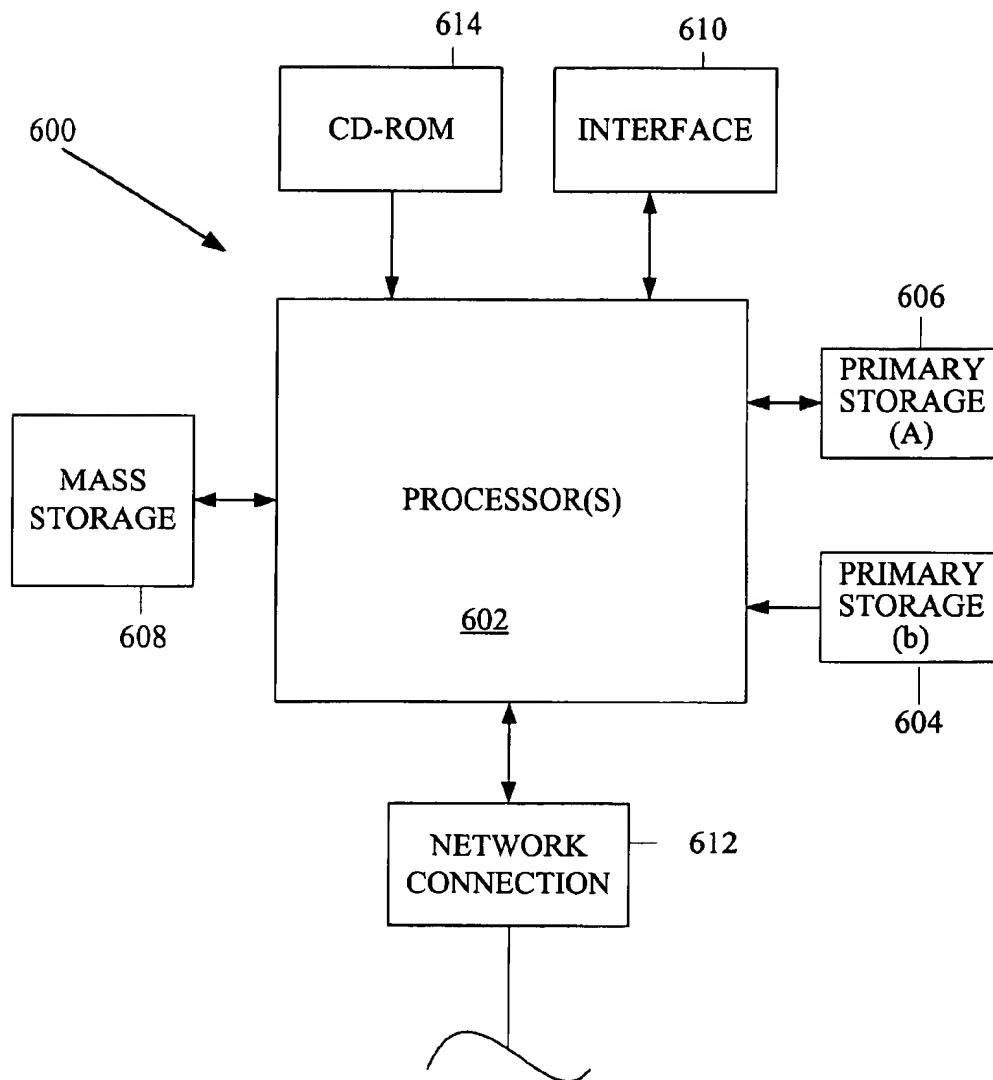 614
610
600
CD-ROM
INTERFACE
606
PRIMARY
STORAGE
(A)
MASS
STORAGE
608
PROCESSOR(S)
602
PRIMARY
STORAGE
(b)
604
NETWORK
CONNECTION
612